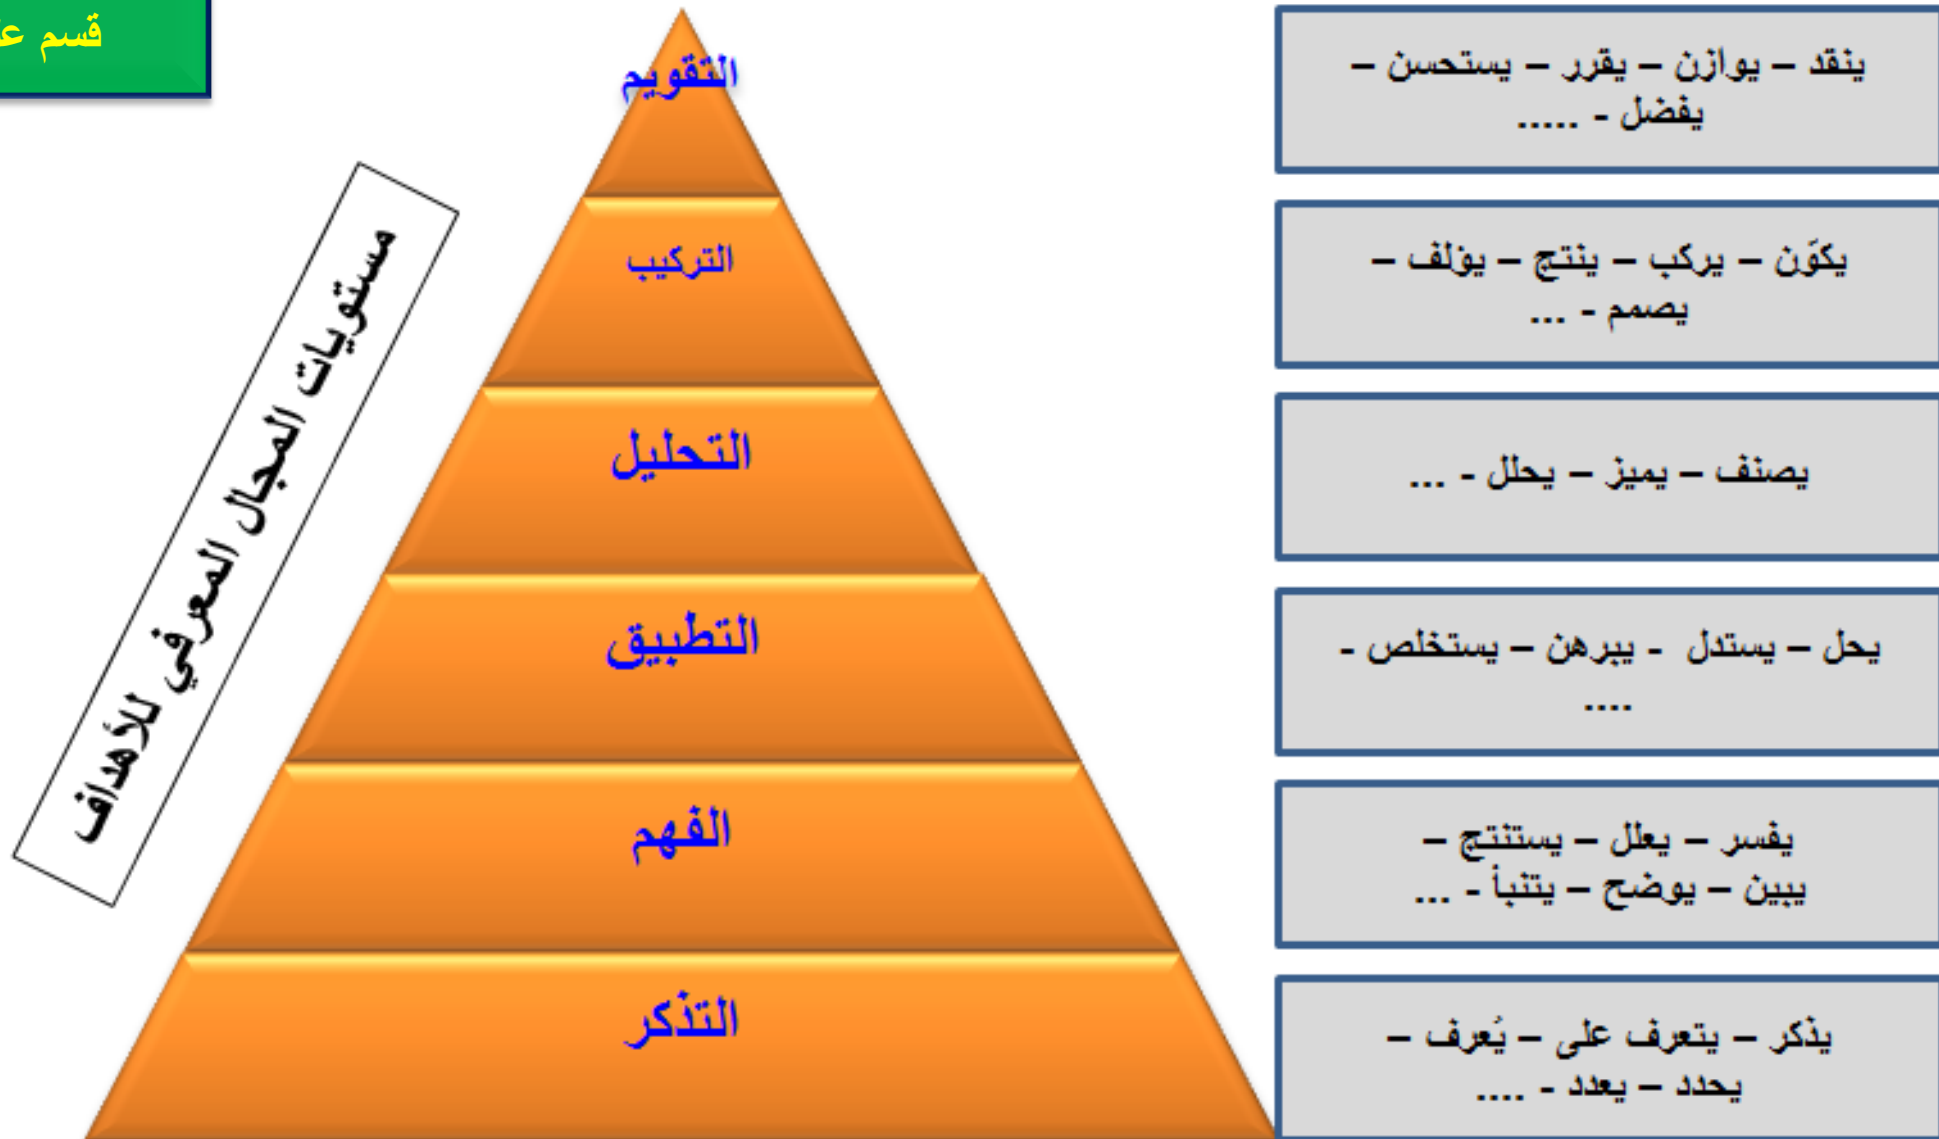 قسم
التقويم
ينقد – يوازن – يقرر – يستحسن –
يفضل - .....
التركيب
يكوّن – يركب – ينتج – يؤلف –
يصمم - ...
التحليل
يصنف – يميز – يحلل - ...
التطبيق
يحل – يستدل - يبرهن – يستخلص -
....
الفهم
يفسر – يعلل – يستنتج –
يبين – يوضح – يتنبأ - ...
التذكر
يذكر – يتعرف على – يُعرف –
يحدد – يعدد - ....
مستويات المجال المعرفي للأهداف